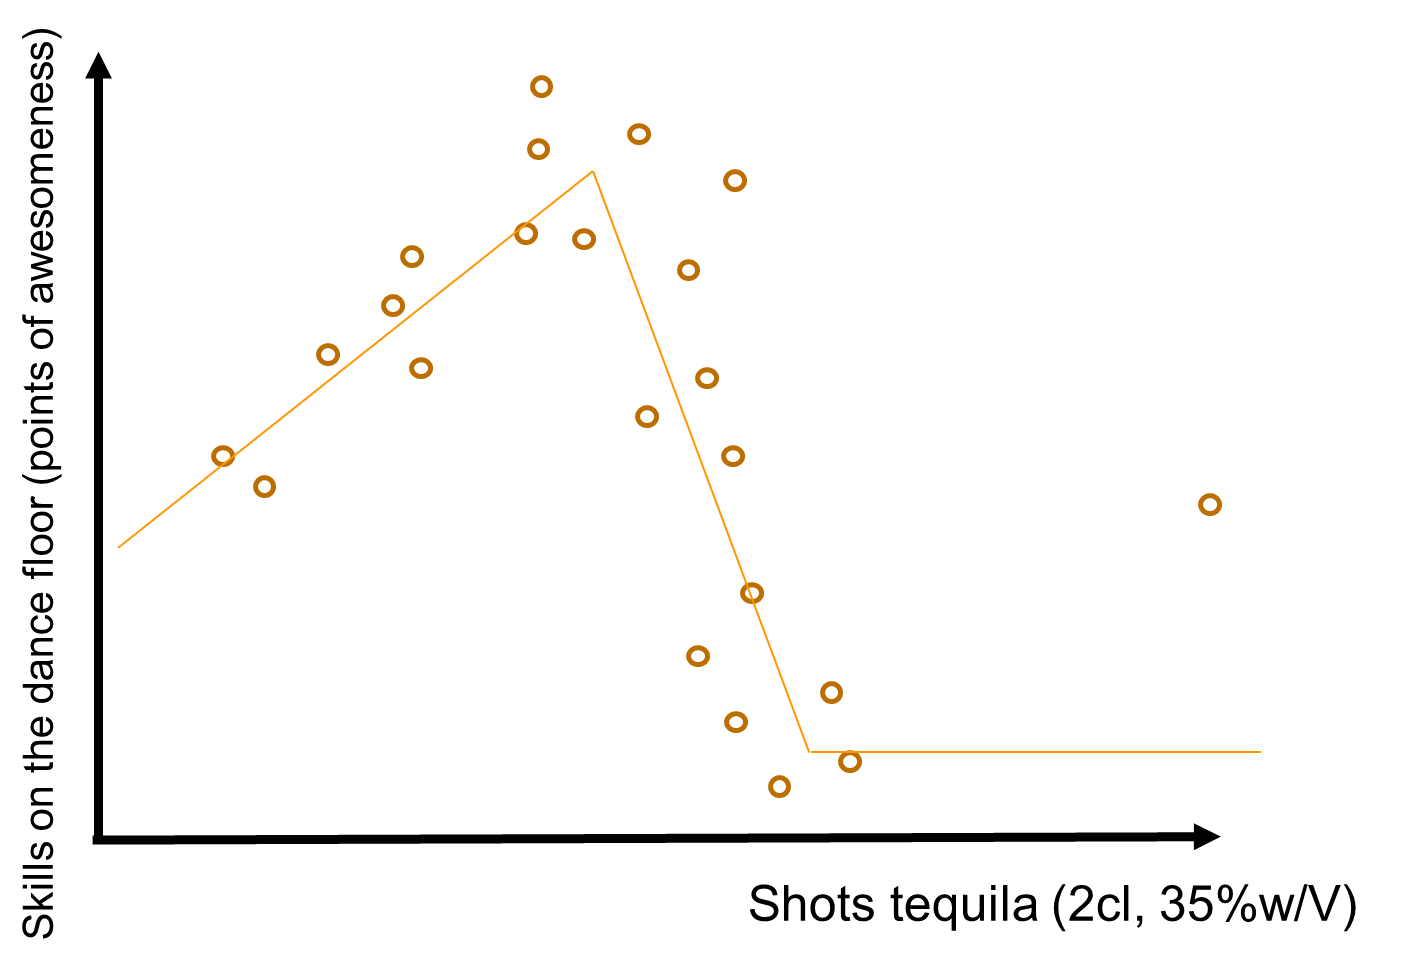 Skills on the dance floor (points of awesomeness)
Shots tequila (2cl, 35%w/V)